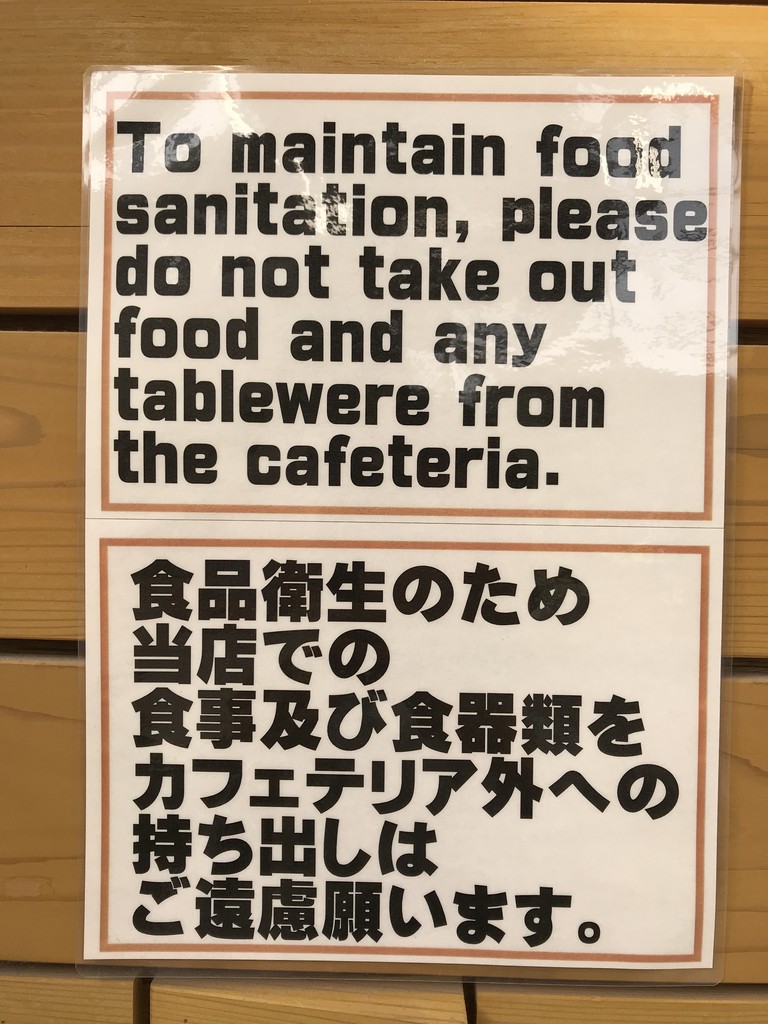 To maintain food
sanitation, please
do not take out
food and any
tablewere from
the cafeteria.
食品衛生のため
当店での
食事及び食器類を
カフェテリア外への
持ち出しは
ご遠慮願います。